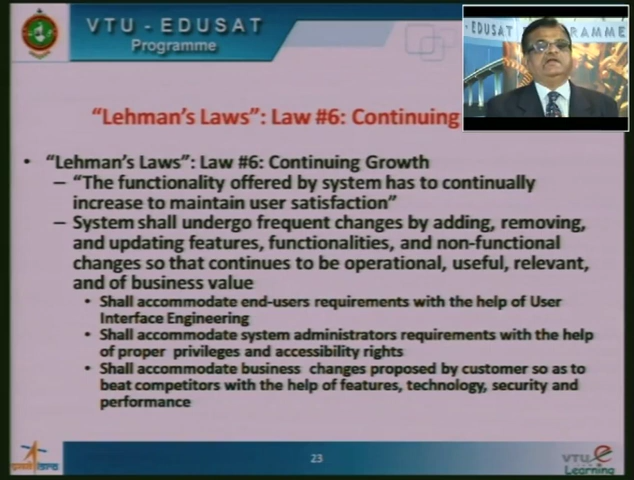 VTU - EDUSAT
Programme
- EDUSAT
RAMME
"Lehman's Laws": Law #6: Continuing
• "Lehman's Laws": Law #6: Continuing Growth
– "The functionality offered by system has to continually
increase to maintain user satisfaction"
– System shall undergo frequent changes by adding, removing,
and updating features, functionalities, and non-functional
changes so that continues to be operational, useful, relevant,
and of business value
• Shall accommodate end-users requirements with the help of User
Interface Engineering
• Shall accommodate system administrators requirements with the help
of proper privileges and accessibility rights
• Shall accommodate business changes proposed by customer so as to
beat competitors with the help of features, technology, security and
performance
23
VTU e
Learning